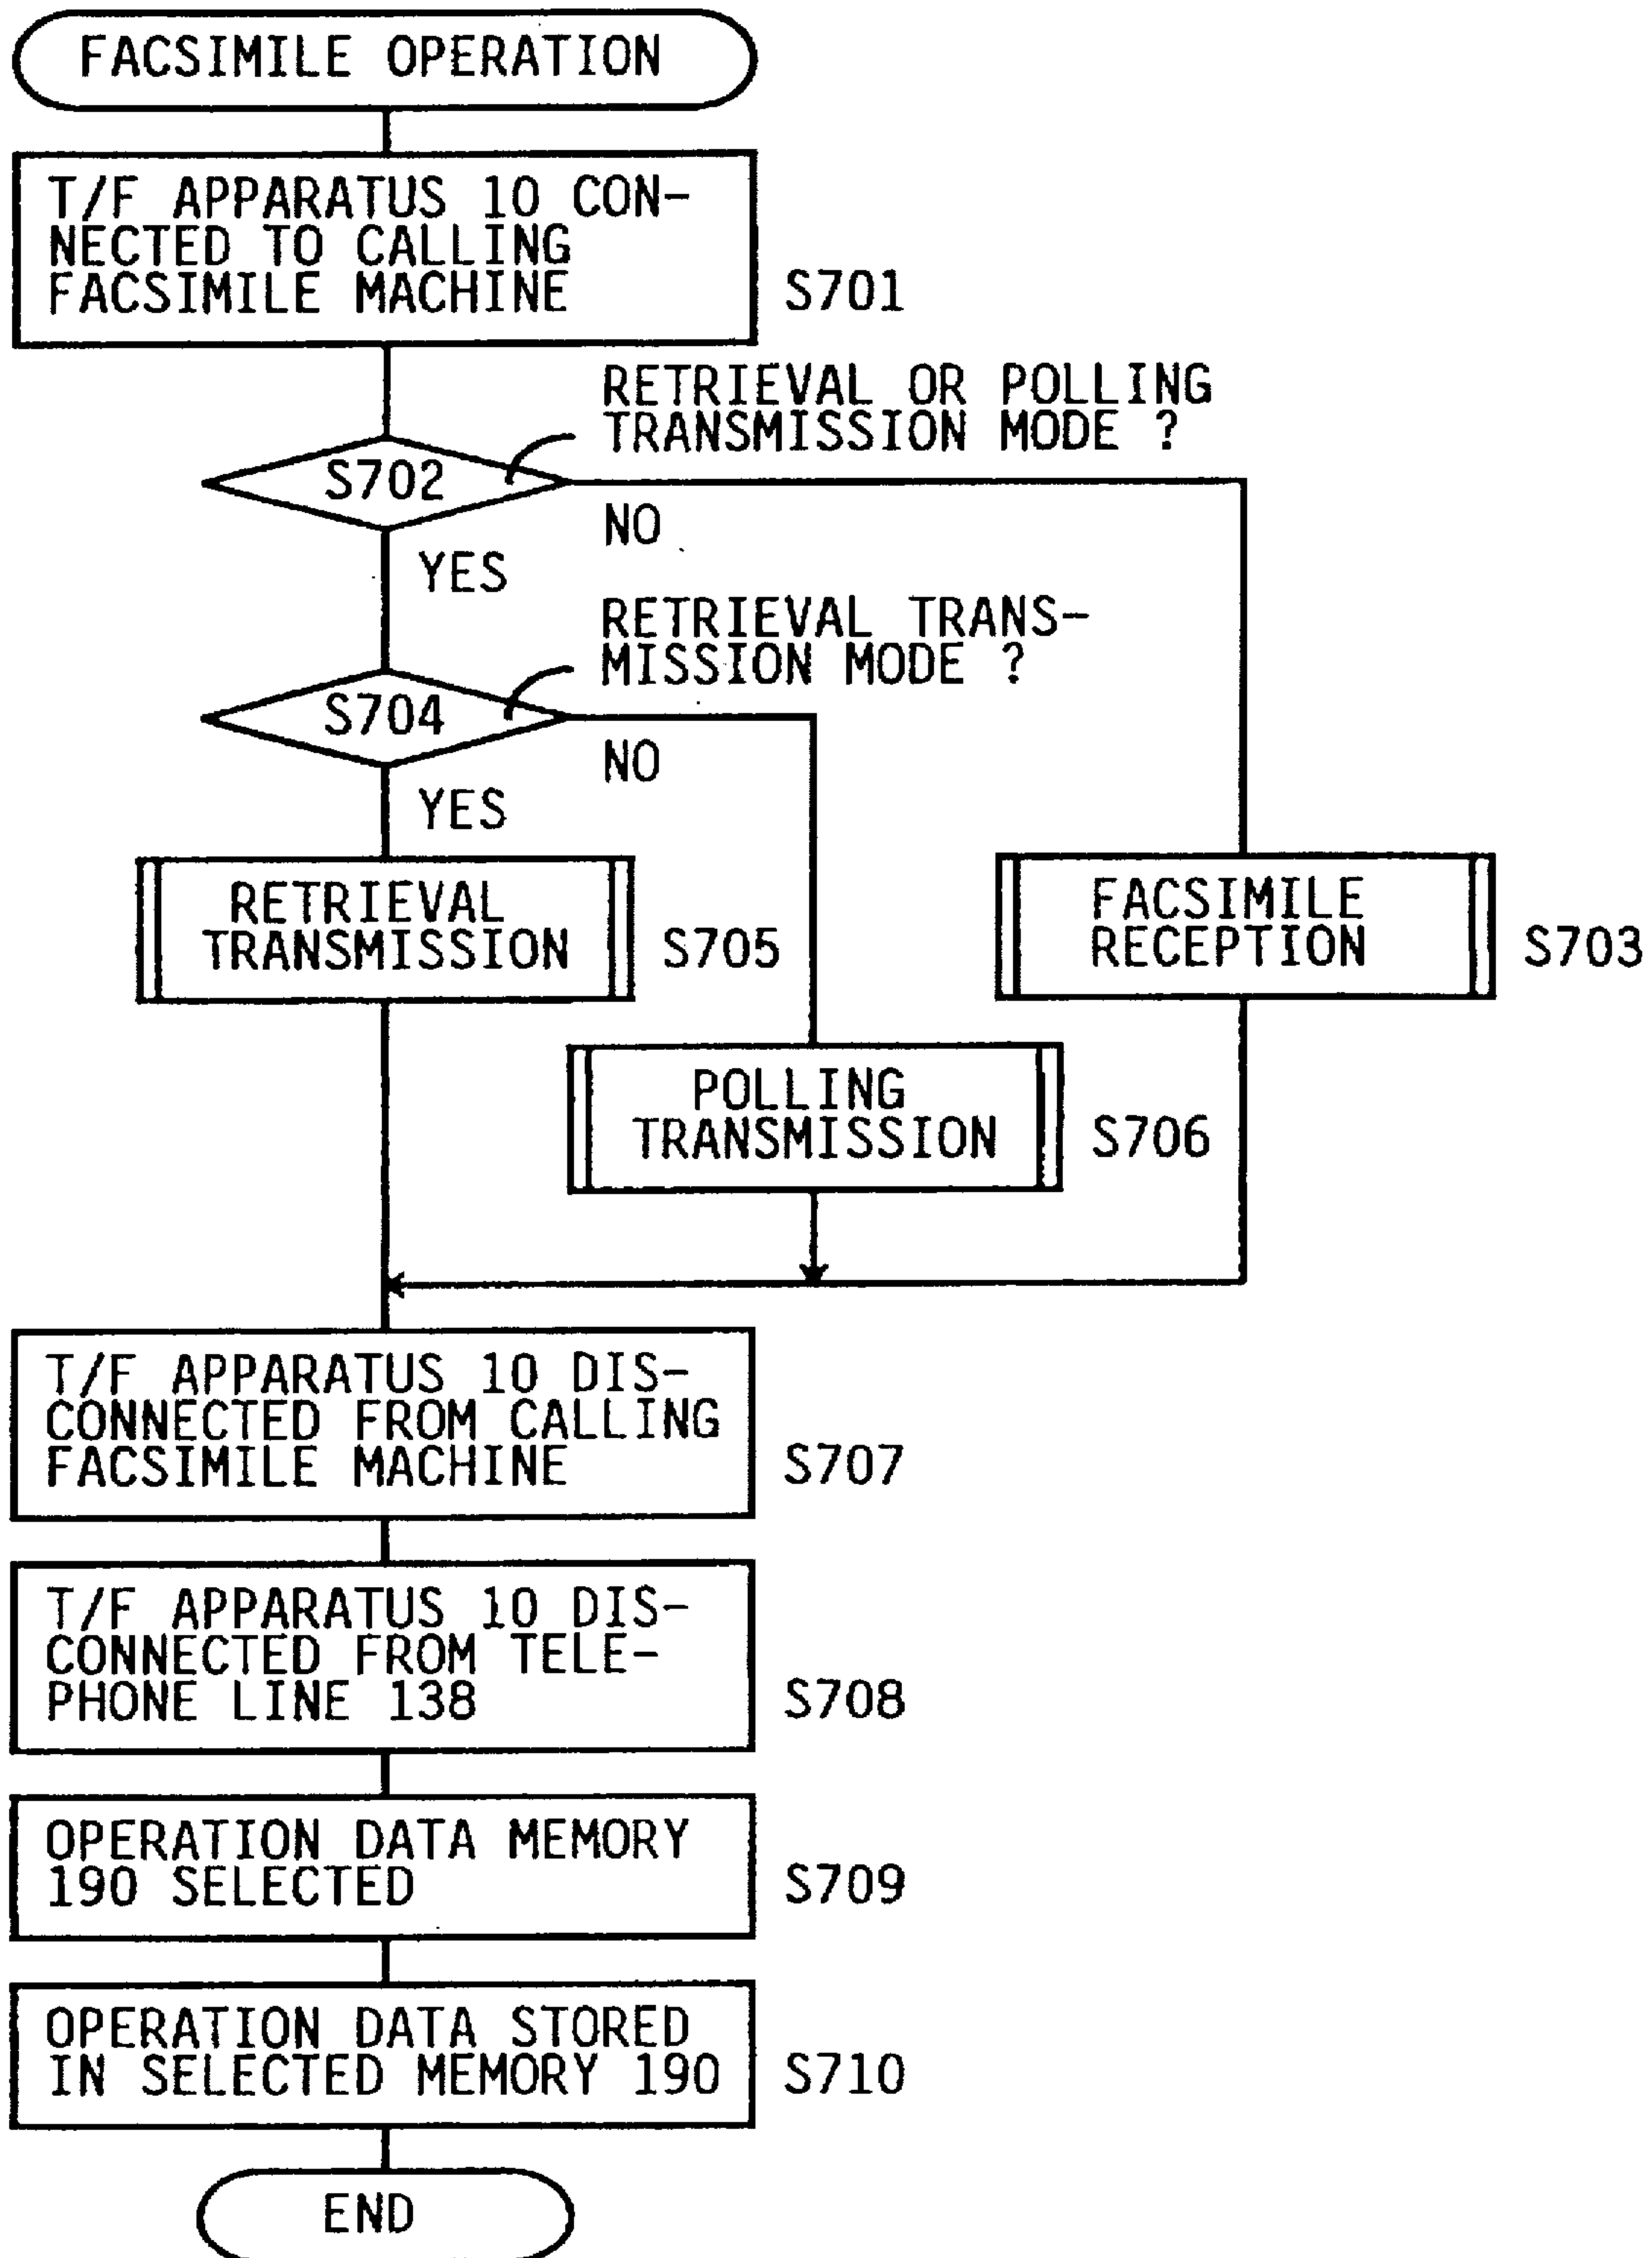 FACSIMILE OPERATION
T/F APPARATUS 10 CON-
NECTED TO CALLING
FACSIMILE MACHINE
S701
RETRIEVAL OR POLLING
TRANSMISSION MODE ?
S702
NO
YES
RETRIEVAL TRANS-
MISSION MODE ?
S704
NO
YES
RETRIEVAL
TRANSMISSION
S705
FACSIMILE
RECEPTION
S703
POLLING
TRANSMISSION
S706
T/F APPARATUS 10 DIS-
CONNECTED FROM CALLING
FACSIMILE MACHINE
S707
T/F APPARATUS 10 DIS-
CONNECTED FROM TELE-
PHONE LINE 138
S708
OPERATION DATA MEMORY
190 SELECTED
S709
OPERATION DATA STORED
IN SELECTED MEMORY 190
S710
END